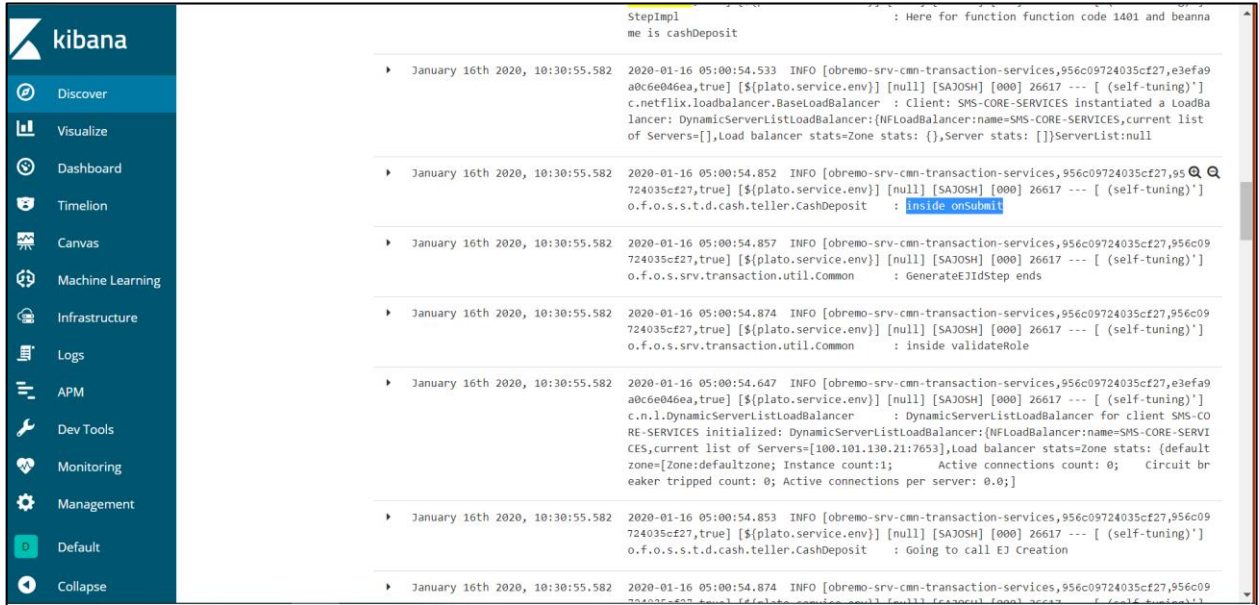 kibana
Discover
Visualize
Dashboard
Timelion
Canvas
Machine Learning
Infrastructure
Logs
APM
Dev Tools
Monitoring
Management
D Default
Collapse
StepImpl : Here for function function code 1401 and beanna
me is cashDeposit
January 16th 2020, 10:30:55.582 2020-01-16 05:00:54.533 INFO [obremo-srv-cmn-transaction-services,956c09724035cf27,e3efa9
a0c6e046ea,true] [${plato.service.env}] [null] [SAJOSH] [000] 26617 --- [ (self-tuning)']
c.netflix.loadbalancer.BaseLoadBalancer : Client: SMS-CORE-SERVICES instantiated a LoadBa
lancer: DynamicServerListLoadBalancer:{NFLoadBalancer:name=SMS-CORE-SERVICES,current list
of Servers=[],Load balancer stats=Zone stats: {},Server stats: []}ServerList:null
January 16th 2020, 10:30:55.582 2020-01-16 05:00:54.852 INFO [obremo-srv-cmn-transaction-services,956c09724035cf27,95
724035cf27,true] [${plato.service.env}] [null] [SAJOSH] [000] 26617 --- [ (self-tuning)']
o.f.o.s.s.t.d.cash.teller.CashDeposit : inside onSubmit
January 16th 2020, 10:30:55.582 2020-01-16 05:00:54.857 INFO [obremo-srv-cmn-transaction-services,956c09724035cf27,956c09
724035cf27,true] [${plato.service.env}] [null] [SAJOSH] [000] 26617 --- [ (self-tuning)']
o.f.o.s.srv.transaction.util.Common : GenerateEJIdStep ends
January 16th 2020, 10:30:55.582 2020-01-16 05:00:54.874 INFO [obremo-srv-cmn-transaction-services,956c09724035cf27,956c09
724035cf27,true] [${plato.service.env}] [null] [SAJOSH] [000] 26617 --- [ (self-tuning)']
o.f.o.s.srv.transaction.util.Common : inside validateRole
January 16th 2020, 10:30:55.582 2020-01-16 05:00:54.647 INFO [obremo-srv-cmn-transaction-services,956c09724035cf27,e3efa9
a0c6e046ea,true] [${plato.service.env}] [null] [SAJOSH] [000] 26617 --- [ (self-tuning)']
c.n.l.DynamicServerListLoadBalancer : DynamicServerListLoadBalancer for client SMS-CO
RE-SERVICES initialized: DynamicServerListLoadBalancer:{NFLoadBalancer:name=SMS-CORE-SERVI
CES,current list of Servers=[100.101.130.21:7653],Load balancer stats=Zone stats: {default
zone=[Zone:defaultzone; Instance count:1; Active connections count: 0; Circuit br
eaker tripped count: 0; Active connections per server: 0.0;]
January 16th 2020, 10:30:55.582 2020-01-16 05:00:54.853 INFO [obremo-srv-cmn-transaction-services,956c09724035cf27,956c09
724035cf27,true] [${plato.service.env}] [null] [SAJOSH] [000] 26617 --- [ (self-tuning)']
o.f.o.s.s.t.d.cash.teller.CashDeposit : Going to call EJ Creation
January 16th 2020, 10:30:55.582 2020-01-16 05:00:54.874 INFO [obremo-srv-cmn-transaction-services,956c09724035cf27,956c09